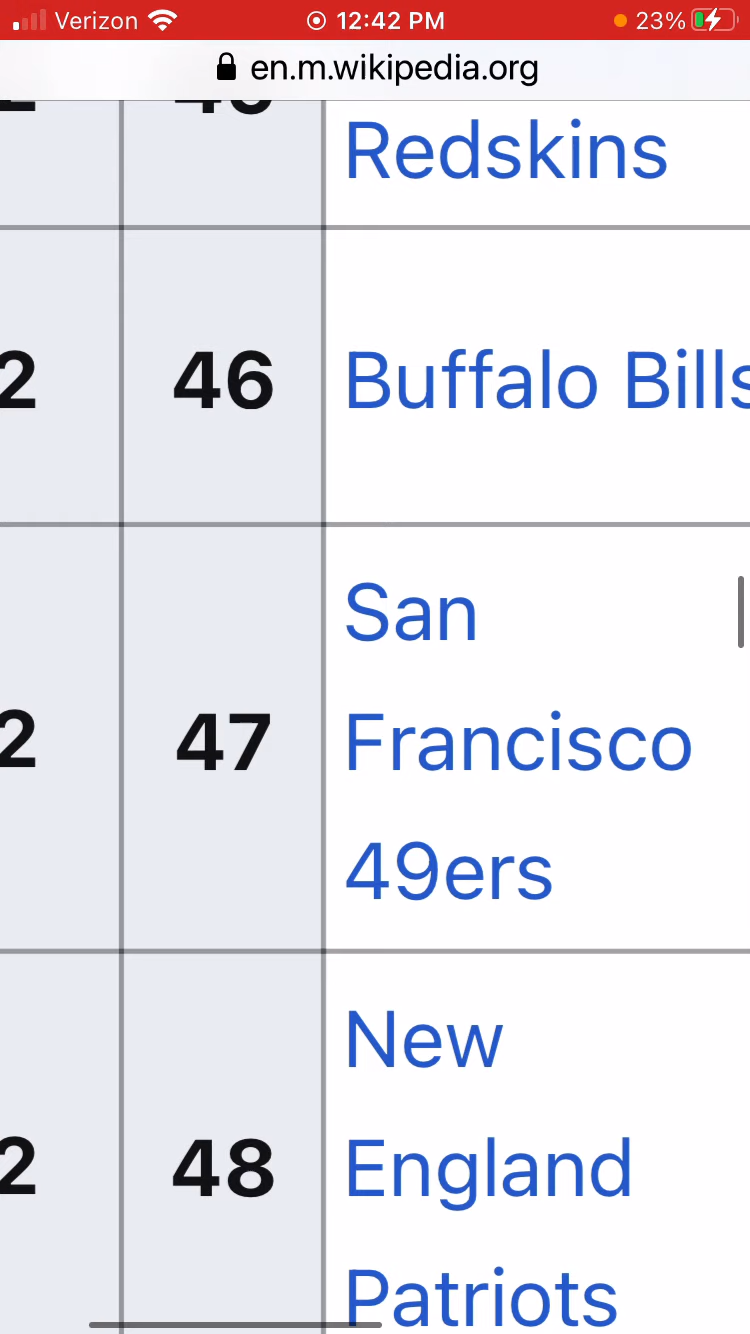 Verizon 12:42 PM 23%
en.m.wikipedia.org
Redskins
2 46 Buffalo Bills
San
2 47 Francisco
49ers
New
2 48 England
Patriots